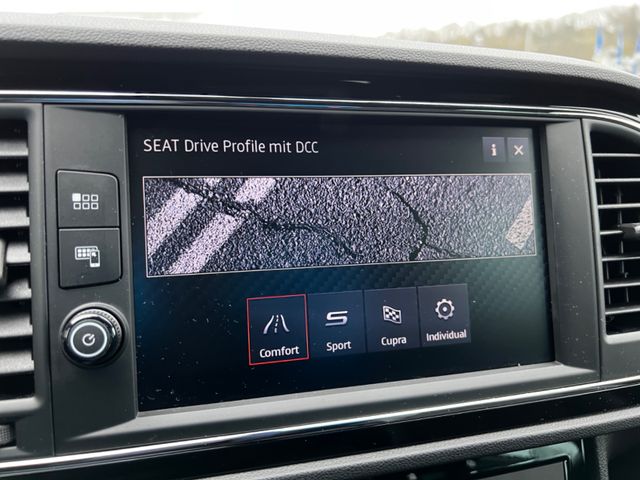 SEAT Drive Profile mit DCC
Comfort
Sport
Cupra
Individual